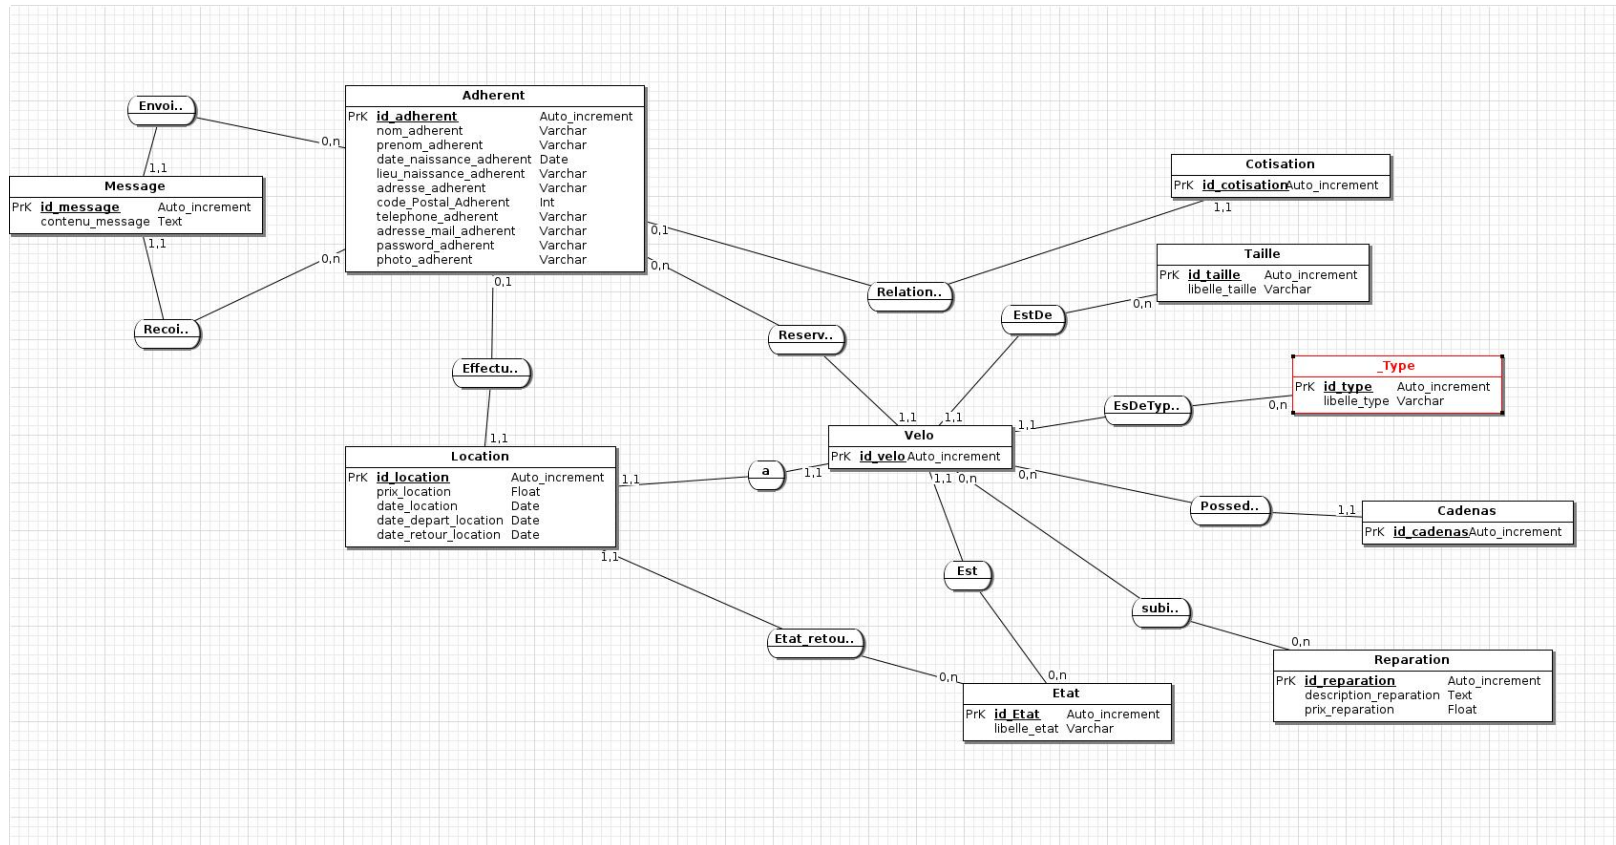 Envoi..
0,n
1,1
Message
PrK id_message Auto_increment
contenu_message Text
1,1
0,n
Recoi..
Adherent
PrK id_adherent Auto_increment
nom_adherent Varchar
prenom_adherent Varchar
date_naissance_adherent Date
lieu_naissance_adherent Varchar
adresse_adherent Varchar
code_Postal_Adherent Int
telephone_adherent Varchar
adresse_mail_adherent Varchar
password_adherent Varchar
photo_adherent Varchar
0,1
0,n
0,1
Effectu..
1,1
Relation..
Reserv..
Cotisation
PrK id_cotisation Auto_increment
1,1
Taille
PrK id_taille Auto_increment
libelle_taille Varchar
0,n
EstDe
_Type
PrK id_type Auto_increment
libelle_type Varchar
0,n
EsDeTyp..
1,1
1,1
1,1
Velo
PrK id_velo Auto_increment
1,1
a
1,1
1,1
0,n
0,n
Location
PrK id_location Auto_increment
prix_location Float
date_location Date
date_depart_location Date
date_retour_location Date
1,1
Possed..
1,1
Cadenas
PrK id_cadenas Auto_increment
Est
subi..
Etat_retou..
0,n
0,n
0,n
Etat
PrK id_Etat Auto_increment
libelle_etat Varchar
Reparation
PrK id_reparation Auto_increment
description_reparation Text
prix_reparation Float